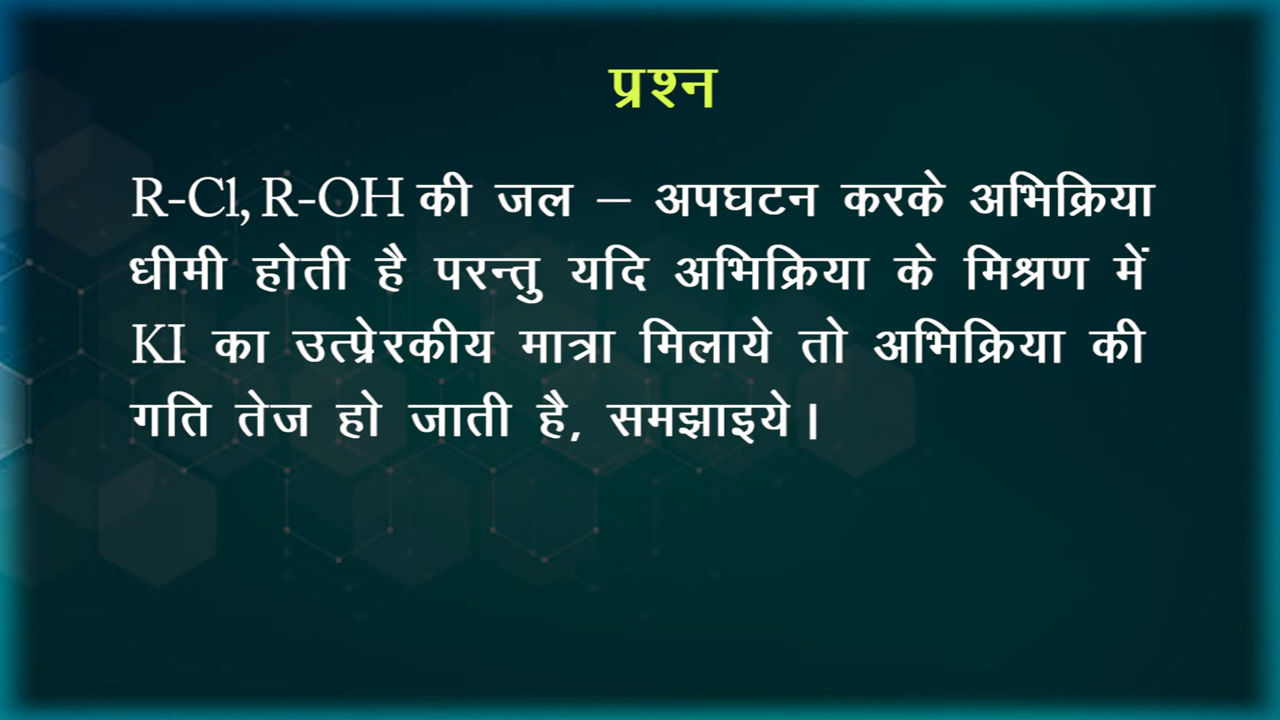 प्रश्न
R-Cl, R-OH की जल – अपघटन करके अभिक्रिया
धीमी होती है परन्तु यदि अभिक्रिया के मिश्रण में
KI का उत्प्रेरकीय मात्रा मिलाये तो अभिक्रिया की
गति तेज हो जाती है, समझाइये।